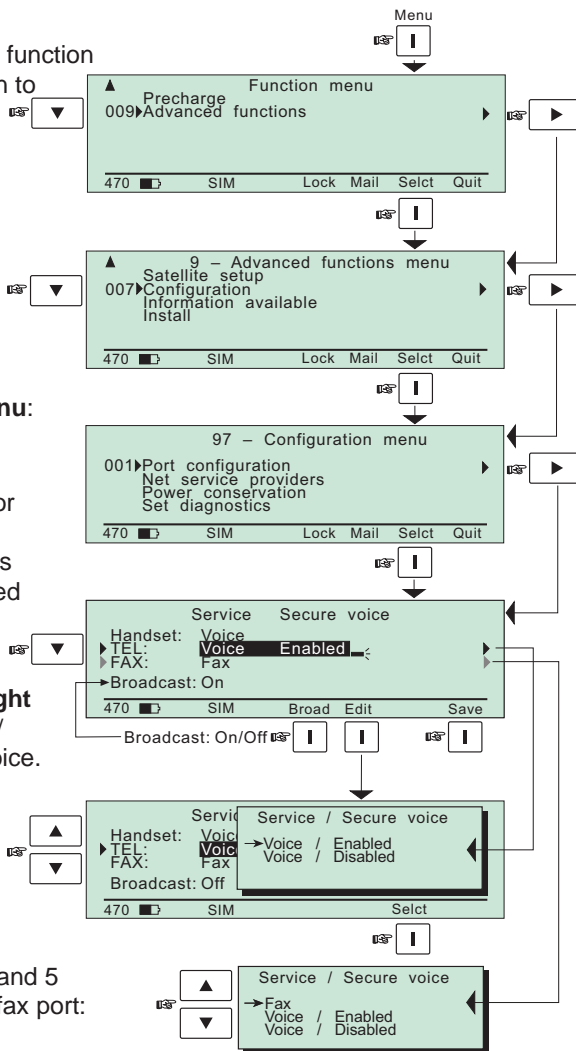 Menu
function
n to
Function menu
Precharge
009 Advanced functions
470 SIM Lock Mail Selct Quit
9 – Advanced functions menu
Satellite setup
007 Configuration
Information available
Install
470 SIM Lock Mail Selct Quit
nu:
97 – Configuration menu
001 Port configuration
Net service providers
Power conservation
Set diagnostics
470 SIM Lock Mail Selct Quit
or
s
ed
Service Secure voice
Handset: Voice
TEL: Voice Enabled
FAX: Fax
Broadcast: On
470 SIM Broad Edit Save
ght
/
oice.
Broadcast: On/Off
Service / Secure voice
Handset:
TEL:
FAX: Fax
Broadcast: Off
Voice / Enabled
Voice / Disabled
470 SIM Selct
and 5
fax port:
Service / Secure voice
Fax
Voice / Enabled
Voice / Disabled